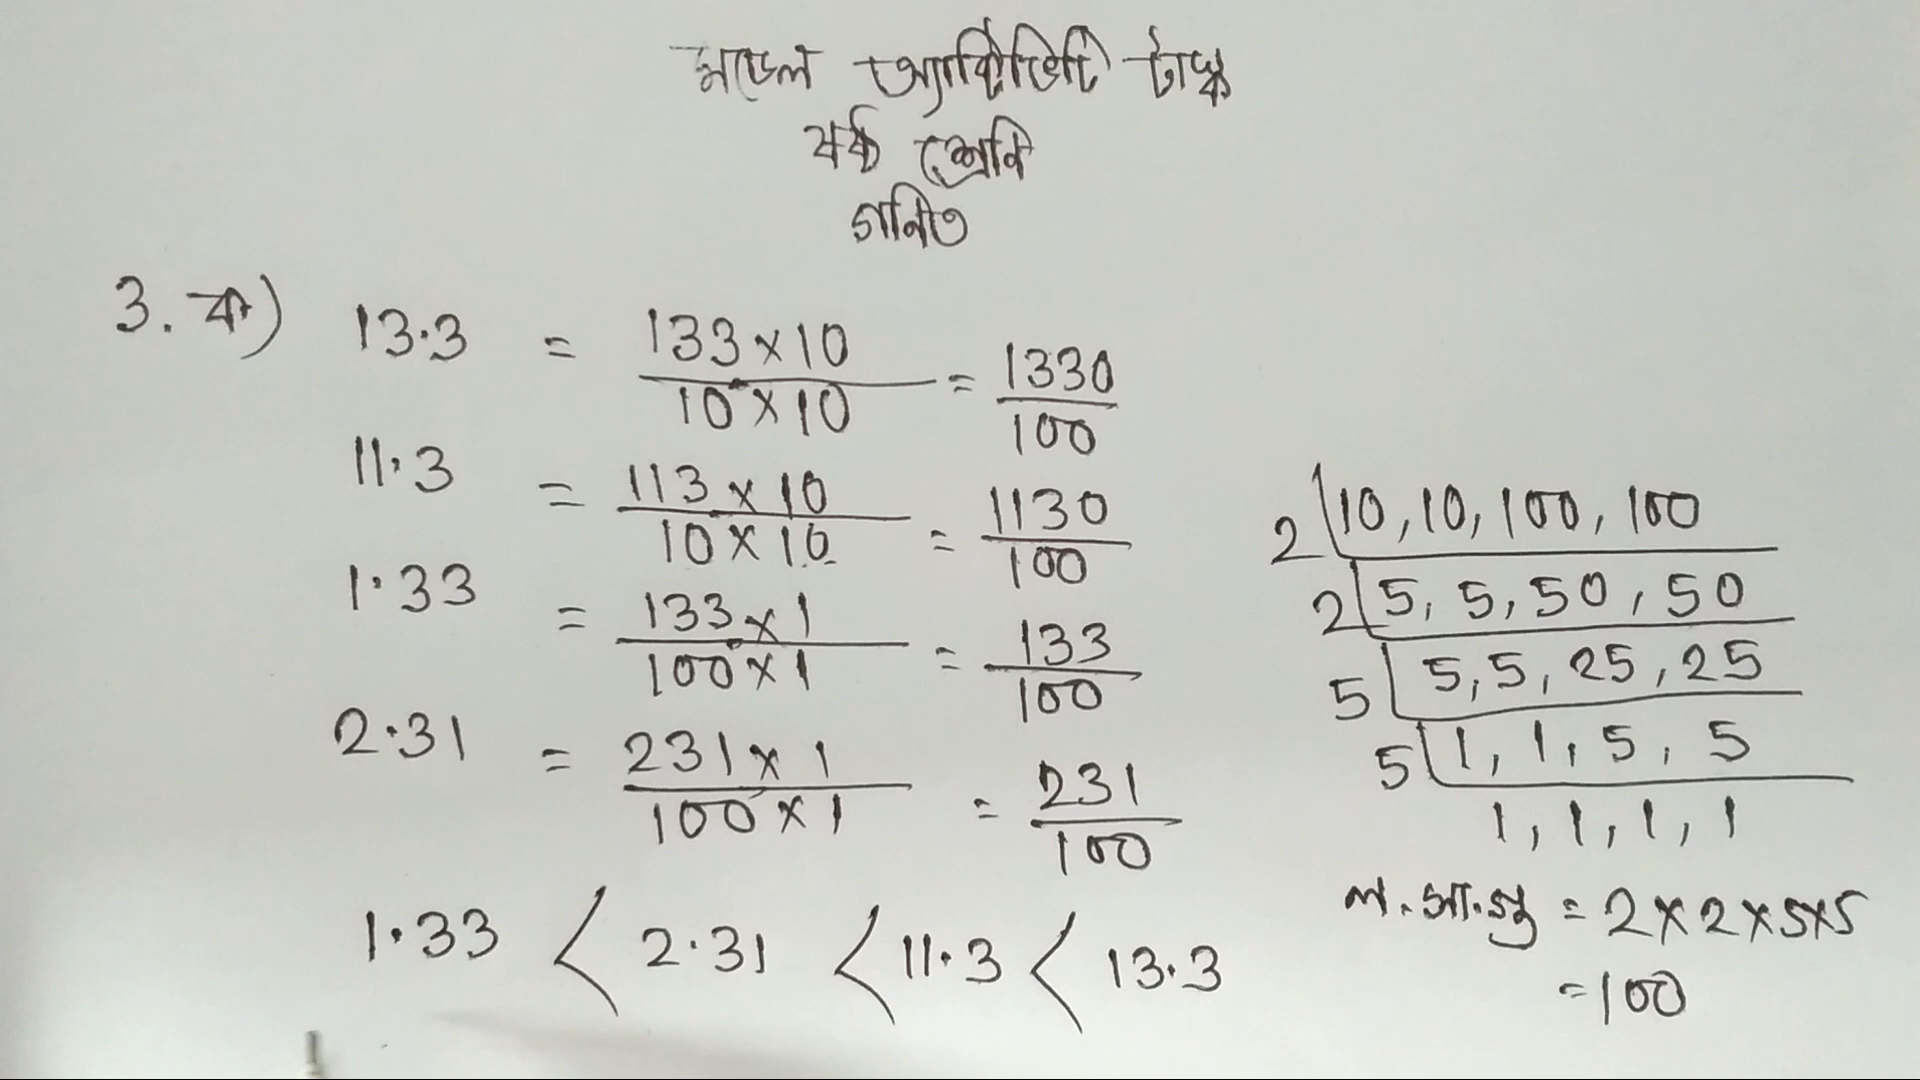 মডেল অ্যাক্টিভিটি টাস্ক
ষষ্ঠ শ্রেনি
গনিত
3. ক) 13.3 = 133 × 10 / 10 × 10 = 1330 / 100
11.3 = 113 × 10 / 10 × 10 = 1130 / 100
1.33 = 133 × 1 / 100 × 1 = 133 / 100
2.31 = 231 × 1 / 100 × 1 = 231 / 100
1.33 < 2.31 < 11.3 < 13.3
2 | 10, 10, 100, 100
2 | 5, 5, 50, 50
5 | 5, 5, 25, 25
5 | 1, 1, 5, 5
1, 1, 1, 1
ল.সা.গু = 2 × 2 × 5 × 5
= 100